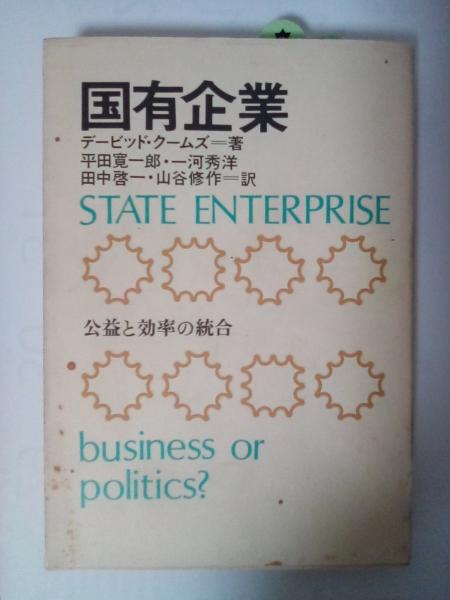 国有企業
デービッド・クームズ＝著
平田寛一郎・一河秀洋
田中啓一・山谷修作＝訳
STATE ENTERPRISE
公益と効率の統合
business or
politics?